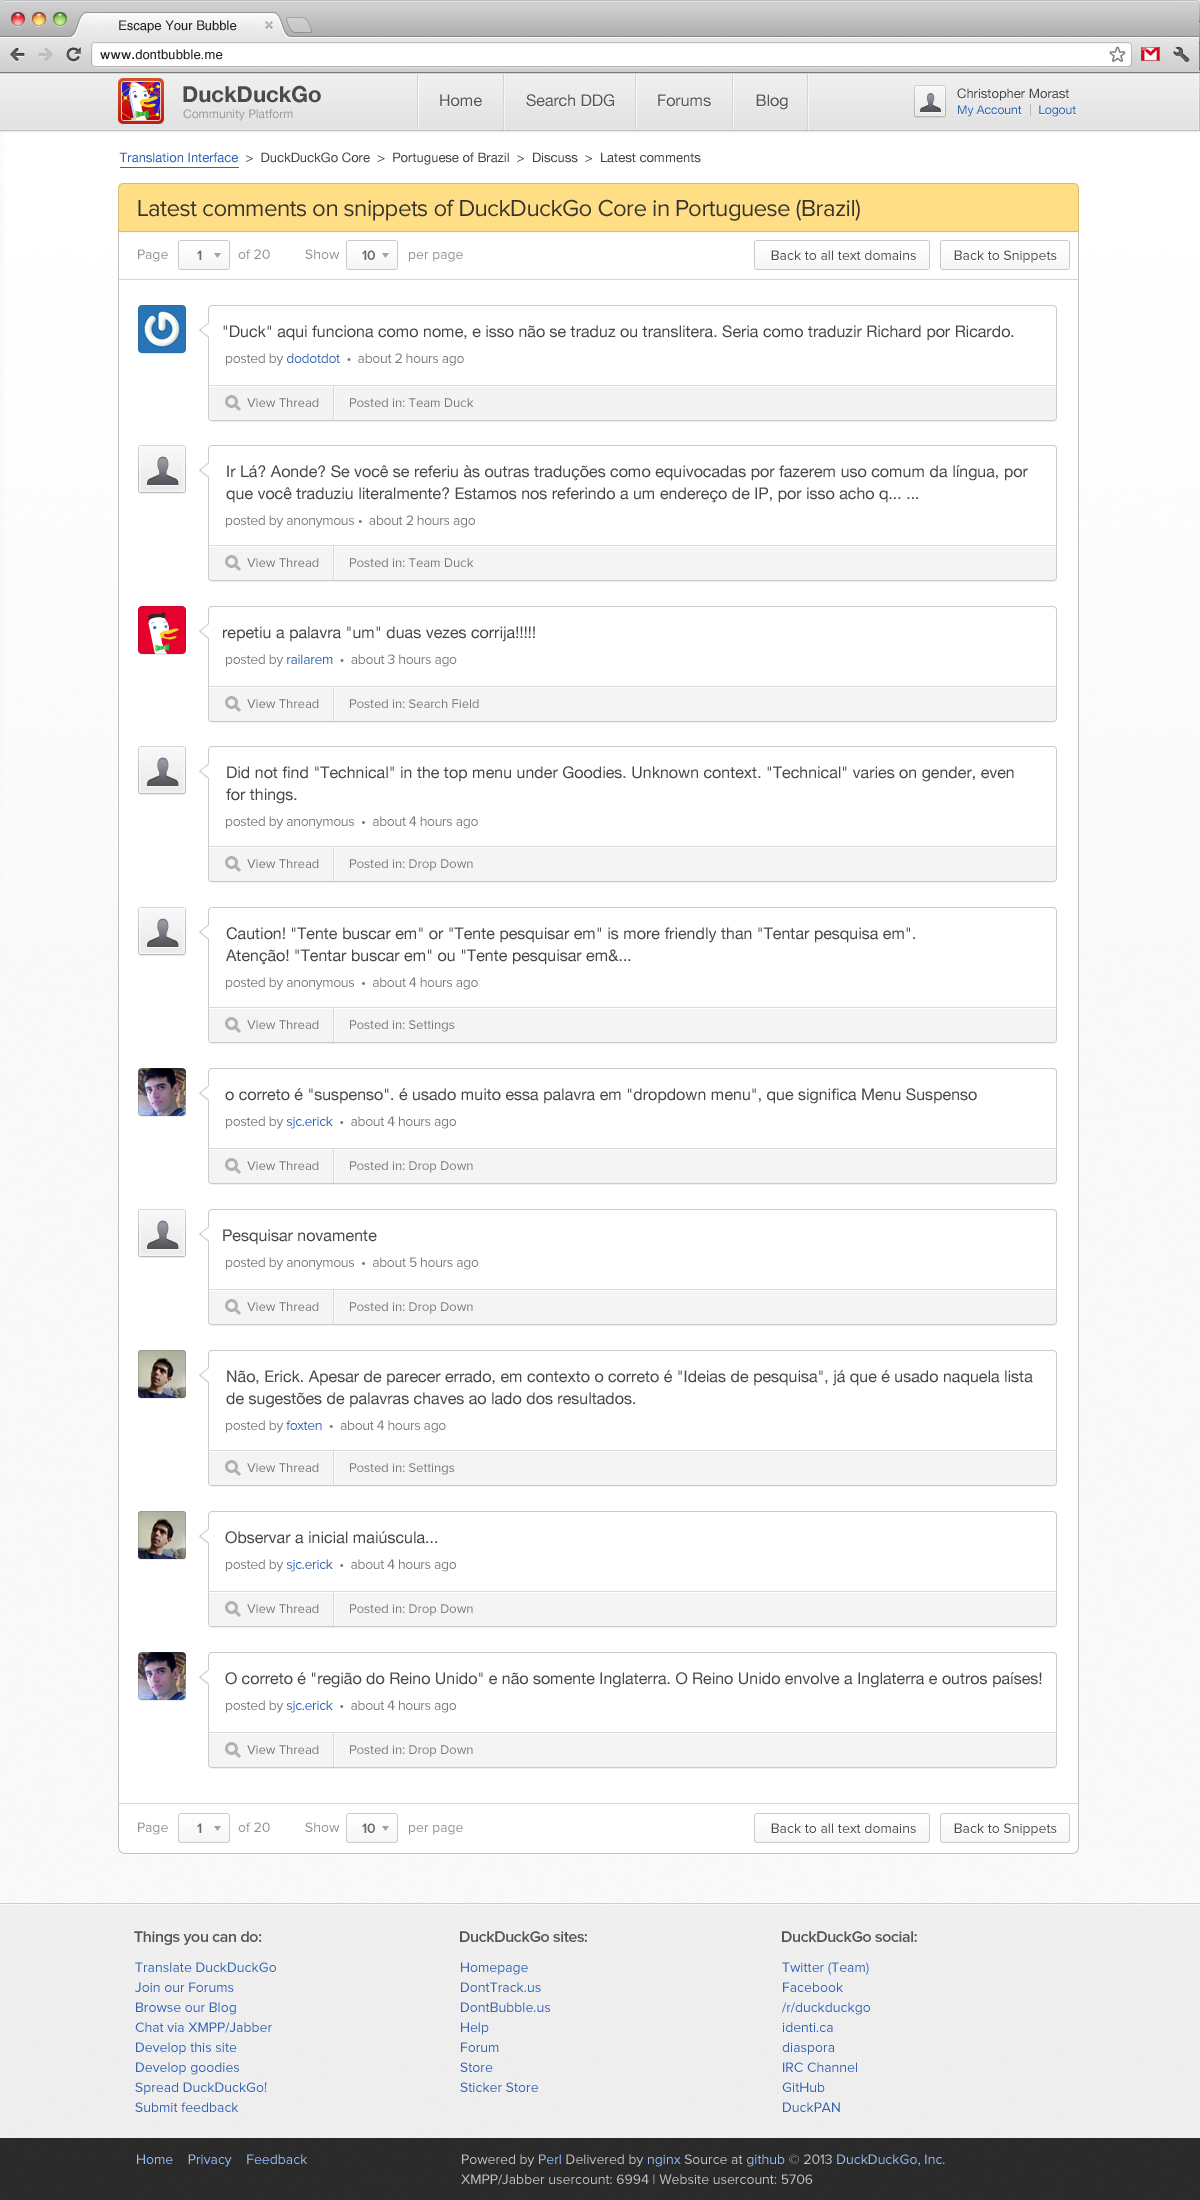 Escape Your Bubble
www.dontbubble.me
DuckDuckGo
Community Platform
Home Search DDG Forums Blog
Christopher Morast
My Account | Logout
Translation Interface > DuckDuckGo Core > Portuguese of Brazil > Discuss > Latest comments
Latest comments on snippets of DuckDuckGo Core in Portuguese (Brazil)
Page 1 of 20 Show 10 per page Back to all text domains Back to Snippets
"Duck" aqui funciona como nome, e isso não se traduz ou translitera. Seria como traduzir Richard por Ricardo.
posted by dodotdot • about 2 hours ago
View Thread Posted in: Team Duck
Ir Lá? Aonde? Se você se referiu às outras traduções como equivocadas por fazerem uso comum da língua, por
que você traduziu literalmente? Estamos nos referindo a um endereço de IP, por isso acho q... ...
posted by anonymous • about 2 hours ago
View Thread Posted in: Team Duck
repetiu a palavra "um" duas vezes corrija!!!!!
posted by railarem • about 3 hours ago
View Thread Posted in: Search Field
Did not find "Technical" in the top menu under Goodies. Unknown context. "Technical" varies on gender, even
for things.
posted by anonymous • about 4 hours ago
View Thread Posted in: Drop Down
Caution! "Tente buscar em" or "Tente pesquisar em" is more friendly than "Tentar pesquisa em".
Atenção! "Tentar buscar em" ou "Tente pesquisar em&...
posted by anonymous • about 4 hours ago
View Thread Posted in: Settings
o correto é "suspenso". é usado muito essa palavra em "dropdown menu", que significa Menu Suspenso
posted by sjc.erick • about 4 hours ago
View Thread Posted in: Drop Down
Pesquisar novamente
posted by anonymous • about 5 hours ago
View Thread Posted in: Drop Down
Não, Erick. Apesar de parecer errado, em contexto o correto é "Ideias de pesquisa", já que é usado naquela lista
de sugestões de palavras chaves ao lado dos resultados.
posted by foxten • about 4 hours ago
View Thread Posted in: Settings
Observar a inicial maiúscula...
posted by sjc.erick • about 4 hours ago
View Thread Posted in: Drop Down
O correto é "região do Reino Unido" e não somente Inglaterra. O Reino Unido envolve a Inglaterra e outros países!
posted by sjc.erick • about 4 hours ago
View Thread Posted in: Drop Down
Page 1 of 20 Show 10 per page Back to all text domains Back to Snippets
Things you can do:
Translate DuckDuckGo
Join our Forums
Browse our Blog
Chat via XMPP/Jabber
Develop this site
Develop goodies
Spread DuckDuckGo!
Submit feedback
DuckDuckGo sites:
Homepage
DontTrack.us
DontBubble.us
Help
Forum
Store
Sticker Store
DuckDuckGo social:
Twitter (Team)
Facebook
/r/duckduckgo
identi.ca
diaspora
IRC Channel
GitHub
DuckPAN
Home Privacy Feedback
Powered by Perl Delivered by nginx Source at github © 2013 DuckDuckGo, Inc.
XMPP/Jabber usercount: 6994 | Website usercount: 5706